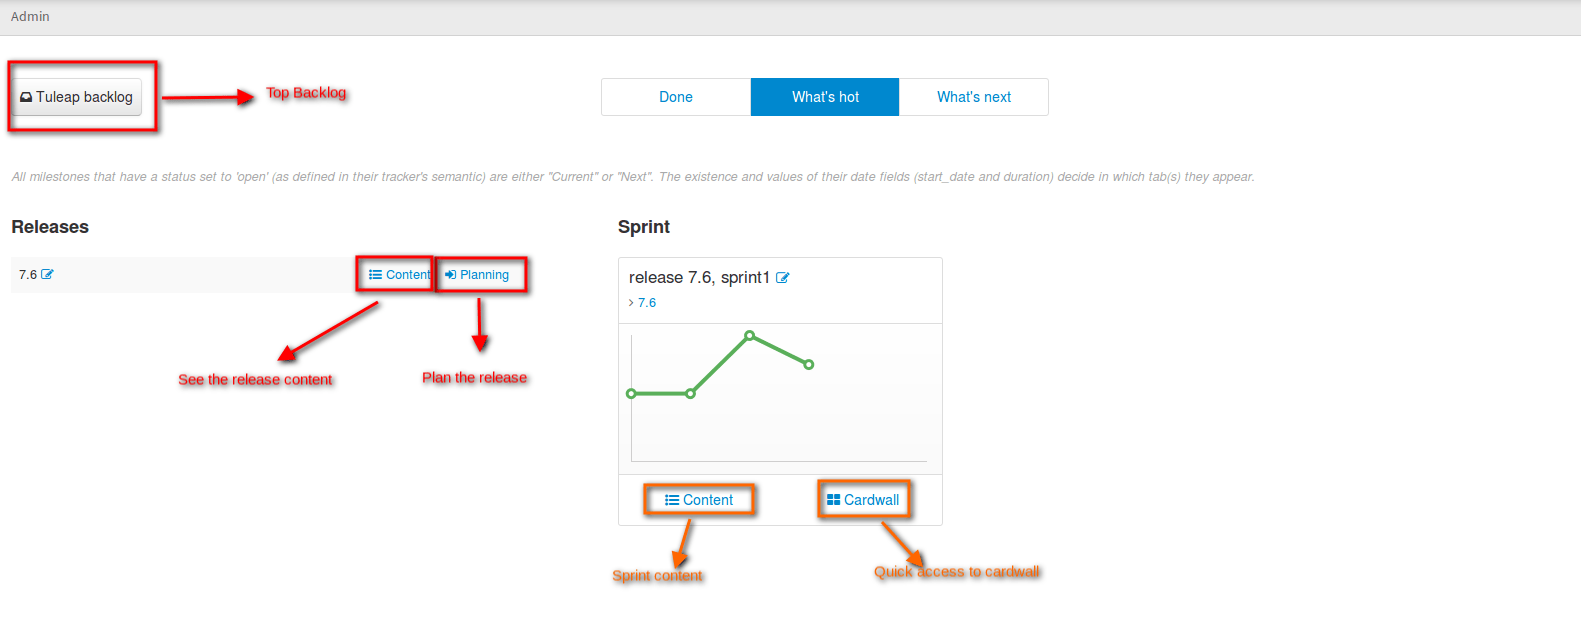 Admin
Tuleap backlog
Top Backlog
Done
What's hot
What's next
All milestones that have a status set to 'open' (as defined in their tracker's semantic) are either "Current" or "Next". The existence and values of their date fields (start_date and duration) decide in which tab(s) they appear.
Releases
7.6
Content
Planning
See the release content
Plan the release
Sprint
release 7.6, sprint1
> 7.6
Content
Cardwall
Sprint content
Quick access to cardwall